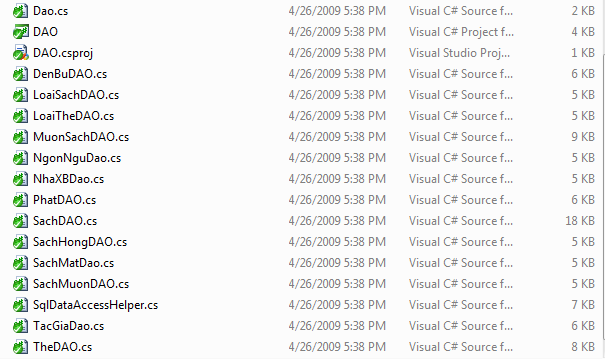 Dao.cs 4/26/2009 5:38 PM Visual C# Source f... 2 KB
DAO 4/26/2009 5:38 PM Visual C# Project f... 4 KB
DAO.csproj 4/26/2009 5:38 PM Visual Studio Proj... 1 KB
DenBuDAO.cs 4/26/2009 5:38 PM Visual C# Source f... 6 KB
LoaiSachDAO.cs 4/26/2009 5:38 PM Visual C# Source f... 5 KB
LoaiTheDAO.cs 4/26/2009 5:38 PM Visual C# Source f... 5 KB
MuonSachDAO.cs 4/26/2009 5:38 PM Visual C# Source f... 9 KB
NgonNguDao.cs 4/26/2009 5:38 PM Visual C# Source f... 5 KB
NhaXBDao.cs 4/26/2009 5:38 PM Visual C# Source f... 5 KB
PhatDAO.cs 4/26/2009 5:38 PM Visual C# Source f... 6 KB
SachDAO.cs 4/26/2009 5:38 PM Visual C# Source f... 18 KB
SachHongDAO.cs 4/26/2009 5:38 PM Visual C# Source f... 5 KB
SachMatDao.cs 4/26/2009 5:38 PM Visual C# Source f... 5 KB
SachMuonDAO.cs 4/26/2009 5:38 PM Visual C# Source f... 5 KB
SqlDataAccessHelper.cs 4/26/2009 5:38 PM Visual C# Source f... 7 KB
TacGiaDao.cs 4/26/2009 5:38 PM Visual C# Source f... 6 KB
TheDAO.cs 4/26/2009 5:38 PM Visual C# Source f... 8 KB